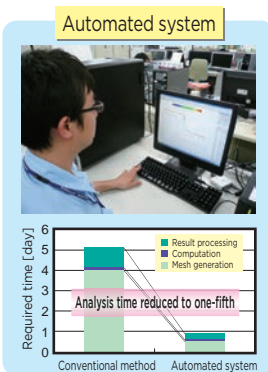 Automated system
Required time [day]
6
5
4
3
2
1
0
Result processing
Computation
Mesh generation
Analysis time reduced to one-fifth
Conventional method
Automated system